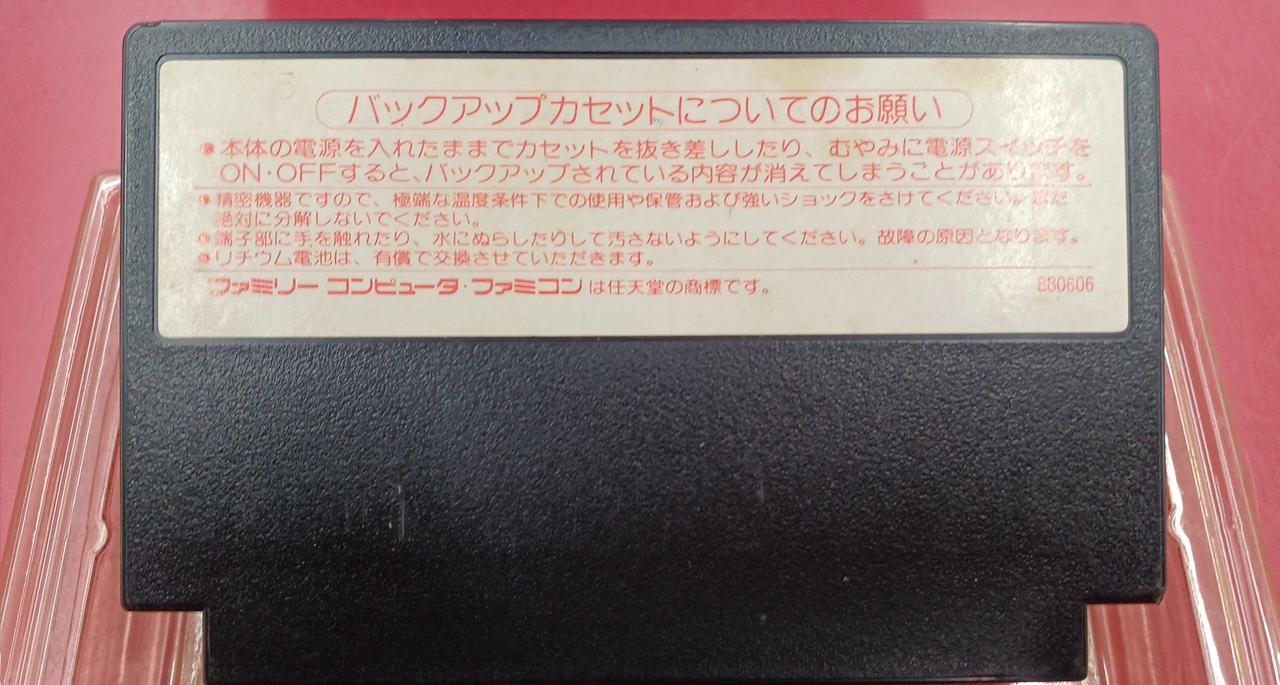 バックアップカセットについてのお願い
● 本体の電源を入れたままでカセットを抜き差ししたり、むやみに電源スイッチを
ON・OFFすると、バックアップされている内容が消えてしまうことがあります。
● 精密機器ですので、極端な温度条件下での使用や保管および強いショックをさけてください。また
絶対に分解しないでください。
● 端子部に手を触れたり、水にぬらしたりして汚さないようにしてください。故障の原因となります。
● リチウム電池は、有償で交換させていただきます。
ファミリー コンピュータ・ファミコン は任天堂の商標です。 880606